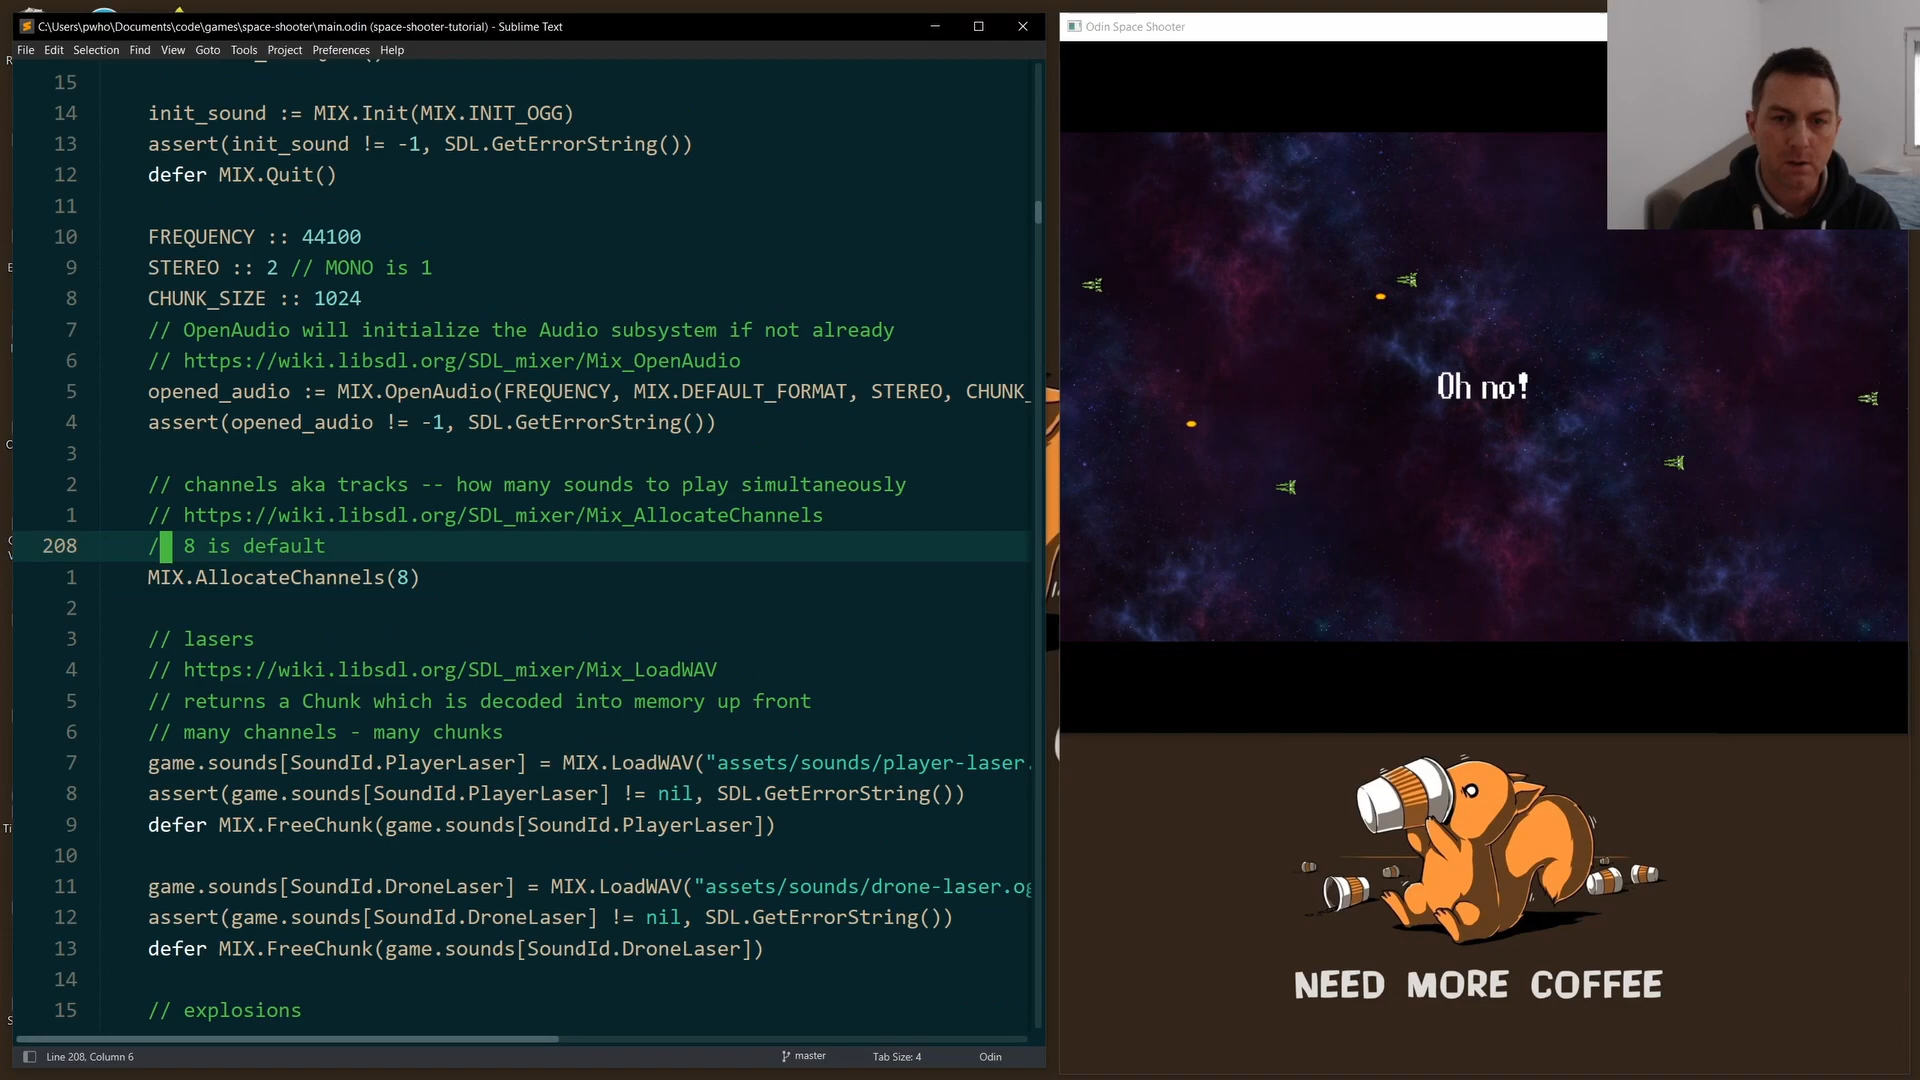 C:\Users\pwho\Documents\code\games\space-shooter\main.odin (space-shooter-tutorial) - Sublime Text
File Edit Selection Find View Goto Tools Project Preferences Help
15
14 init_sound := MIX.Init(MIX.INIT_OGG)
13 assert(init_sound != -1, SDL.GetErrorString())
12 defer MIX.Quit()
11
10 FREQUENCY :: 44100
9 STEREO :: 2 // MONO is 1
8 CHUNK_SIZE :: 1024
7 // OpenAudio will initialize the Audio subsystem if not already
6 // https://wiki.libsdl.org/SDL_mixer/Mix_OpenAudio
5 opened_audio := MIX.OpenAudio(FREQUENCY, MIX.DEFAULT_FORMAT, STEREO, CHUNK_
4 assert(opened_audio != -1, SDL.GetErrorString())
3
2 // channels aka tracks -- how many sounds to play simultaneously
1 // https://wiki.libsdl.org/SDL_mixer/Mix_AllocateChannels
208 // 8 is default
1 MIX.AllocateChannels(8)
2
3 // lasers
4 // https://wiki.libsdl.org/SDL_mixer/Mix_LoadWAV
5 // returns a Chunk which is decoded into memory up front
6 // many channels - many chunks
7 game.sounds[SoundId.PlayerLaser] = MIX.LoadWAV("assets/sounds/player-laser.
8 assert(game.sounds[SoundId.PlayerLaser] != nil, SDL.GetErrorString())
9 defer MIX.FreeChunk(game.sounds[SoundId.PlayerLaser])
10
11 game.sounds[SoundId.DroneLaser] = MIX.LoadWAV("assets/sounds/drone-laser.og
12 assert(game.sounds[SoundId.DroneLaser] != nil, SDL.GetErrorString())
13 defer MIX.FreeChunk(game.sounds[SoundId.DroneLaser])
14
15 // explosions
Line 208, Column 6 master Tab Size: 4 Odin
Odin Space Shooter
Oh no!
NEED MORE COFFEE